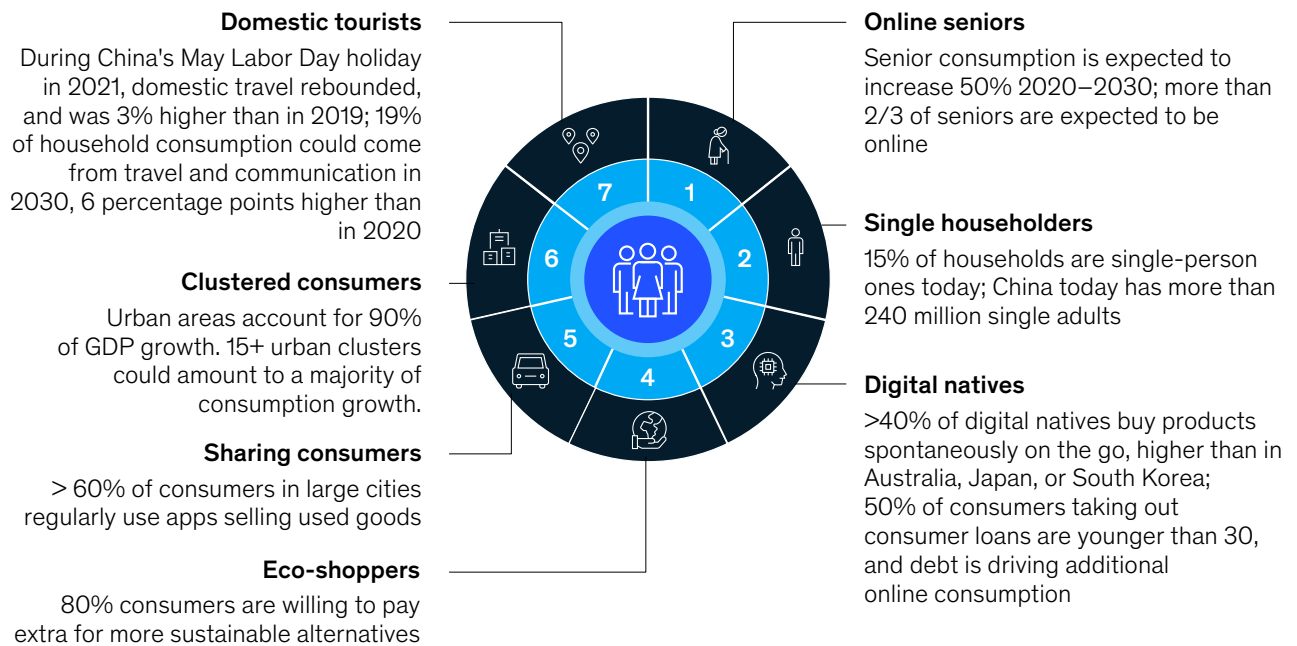 Domestic tourists
During China's May Labor Day holiday
in 2021, domestic travel rebounded,
and was 3% higher than in 2019; 19%
of household consumption could come
from travel and communication in
2030, 6 percentage points higher than
in 2020
Clustered consumers
Urban areas account for 90%
of GDP growth. 15+ urban clusters
could amount to a majority of
consumption growth.
Sharing consumers
> 60% of consumers in large cities
regularly use apps selling used goods
Eco-shoppers
80% consumers are willing to pay
extra for more sustainable alternatives
7
1
6
2
5
3
4
Online seniors
Senior consumption is expected to
increase 50% 2020–2030; more than
2/3 of seniors are expected to be
online
Single householders
15% of households are single-person
ones today; China today has more than
240 million single adults
Digital natives
>40% of digital natives buy products
spontaneously on the go, higher than in
Australia, Japan, or South Korea;
50% of consumers taking out
consumer loans are younger than 30,
and debt is driving additional
online consumption